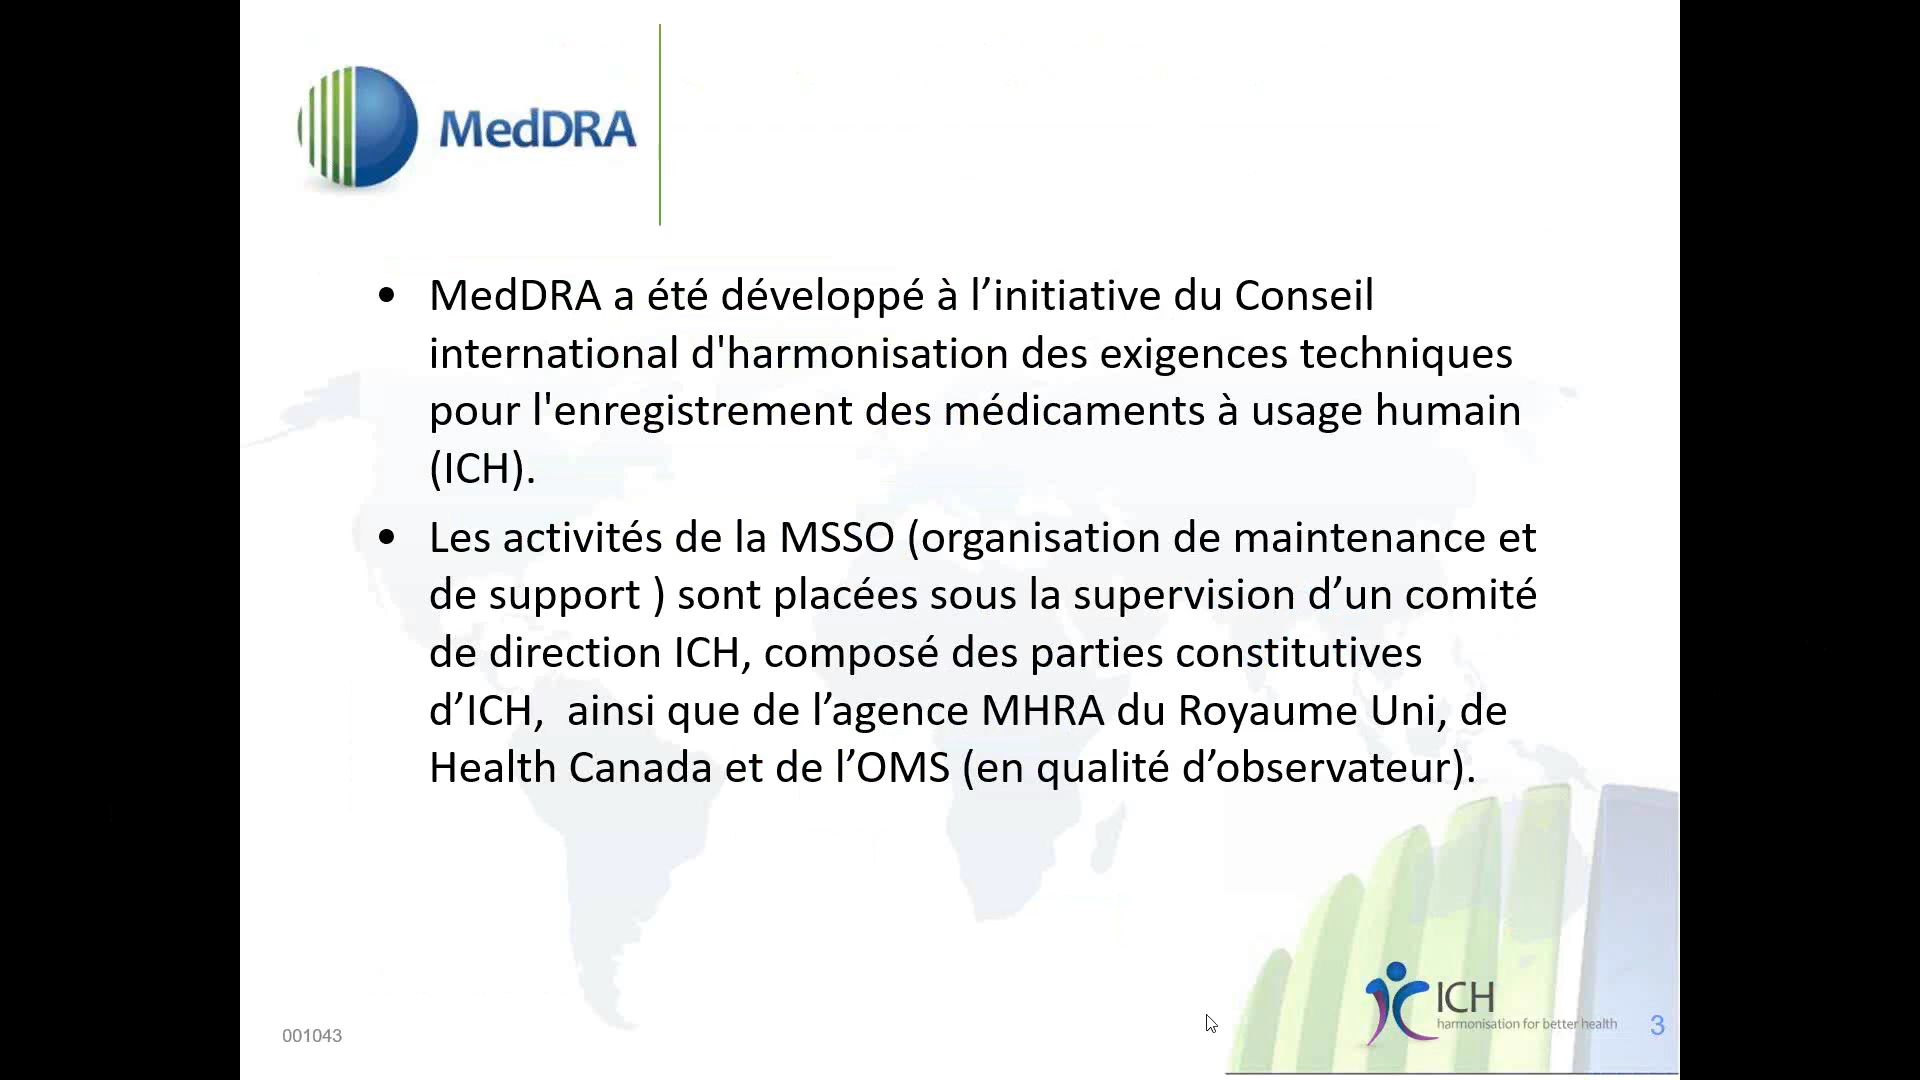 MedDRA
• MedDRA a été développé à l’initiative du Conseil
international d'harmonisation des exigences techniques
pour l'enregistrement des médicaments à usage humain
(ICH).
• Les activités de la MSSO (organisation de maintenance et
de support ) sont placées sous la supervision d’un comité
de direction ICH, composé des parties constitutives
d’ICH,  ainsi que de l’agence MHRA du Royaume Uni, de
Health Canada et de l’OMS (en qualité d’observateur).
ICH
harmonisation for better health
001043
3